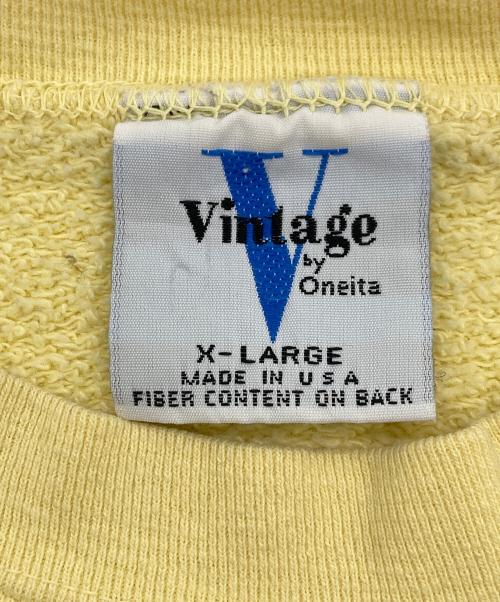 V
Vintage
by
Oneita
X-LARGE
MADE IN USA
FIBER CONTENT ON BACK